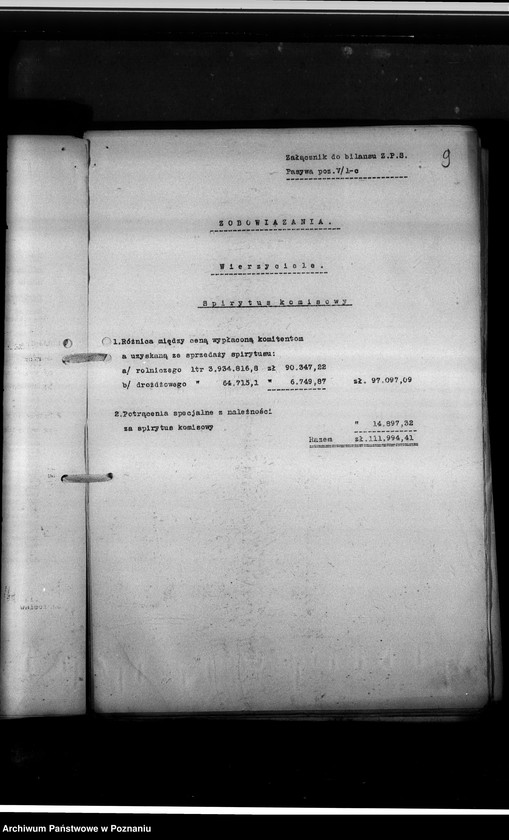 Załącznik do bilansu Z.P.S.
Pasywa poz.V/1-c
9
ZOBOWIAZANIA.
Wierzyciele.
Spirytus komisowy
1.Różnica między ceną wypłaconą komitentom
a uzyskaną ze sprzedaży spirytusu:
a/ rolniczego ltr 3,934.816,8 zł 90.347,22
b/ drożdżowego " 64.715,1 " 6.749,87 zł. 97.097,09
2.Potrącenia specjalne z należności
za spirytus komisowy " 14.897,32
Razem zł.111,994,41
Archiwum Państwowe w Poznaniu